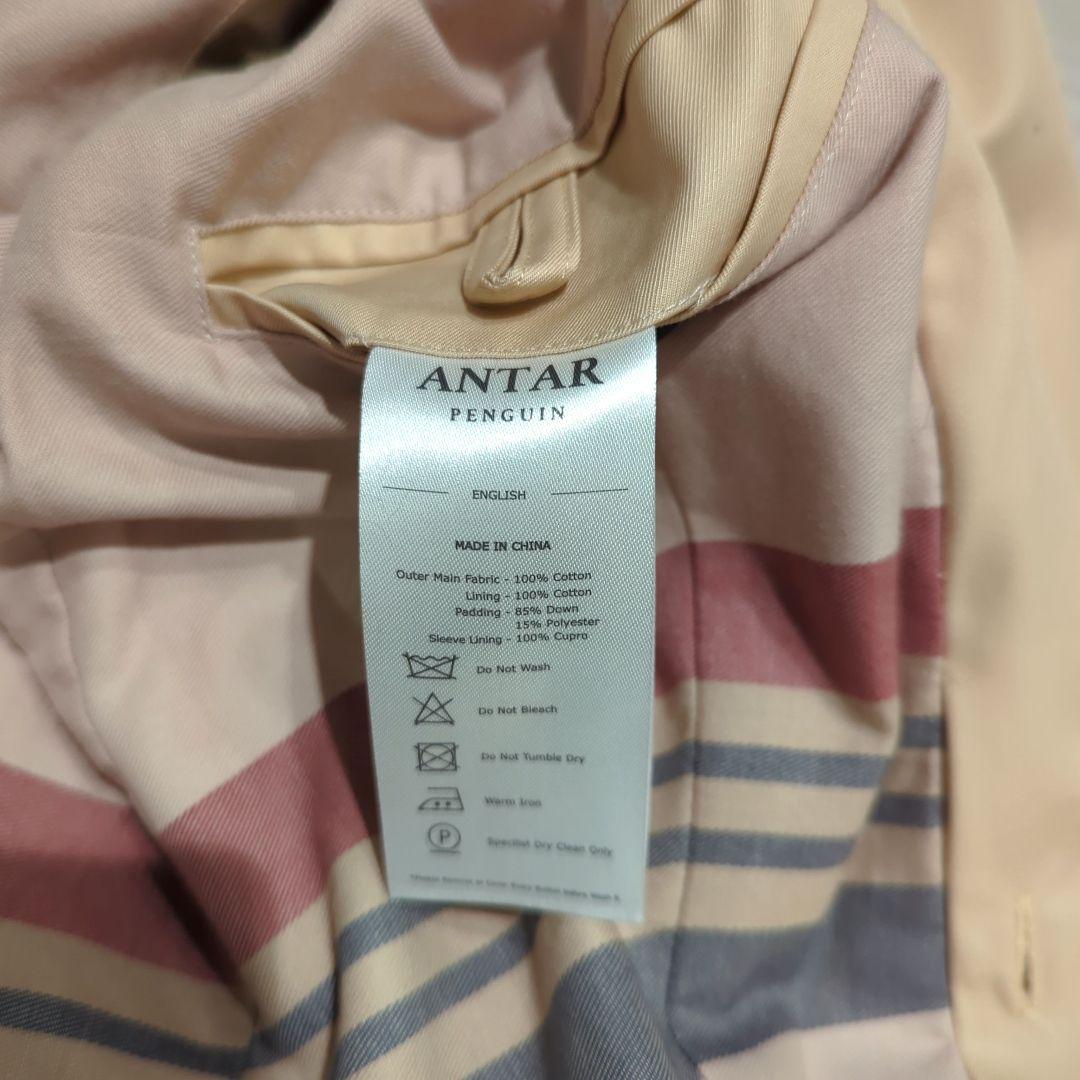 ANTAR
PENGUIN
ENGLISH
MADE IN CHINA
Outer Main Fabric - 100% Cotton
Lining - 100% Cotton
Padding - 85% Down
15% Polyester
Sleeve Lining - 100% Cupro
Do Not Wash
Do Not Bleach
Do Not Tumble Dry
Warm Iron
P
Specilist Dry Clean Only